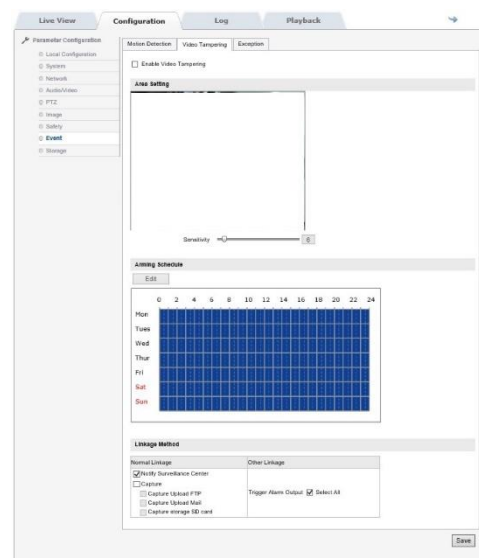 Live View Configuration Log Playback
Parameter Configuration
Local Configuration
System
Network
Audio/Video
PTZ
Image
Safety
Event
Storage
Motion Detection Video Tampering Exception
Enable Video Tampering
Area Setting
Sensitivity
Arming Schedule
Edit
0 2 4 6 8 10 12 14 16 18 20 22 24
Mon
Tues
Wed
Thur
Fri
Sat
Sun
Linkage Method
Normal Linkage Other Linkage
Notify Surveillance Center
Capture
Capture Upload FTP
Capture Upload Mail
Capture storage SD card
Trigger Alarm Output Select All
Save